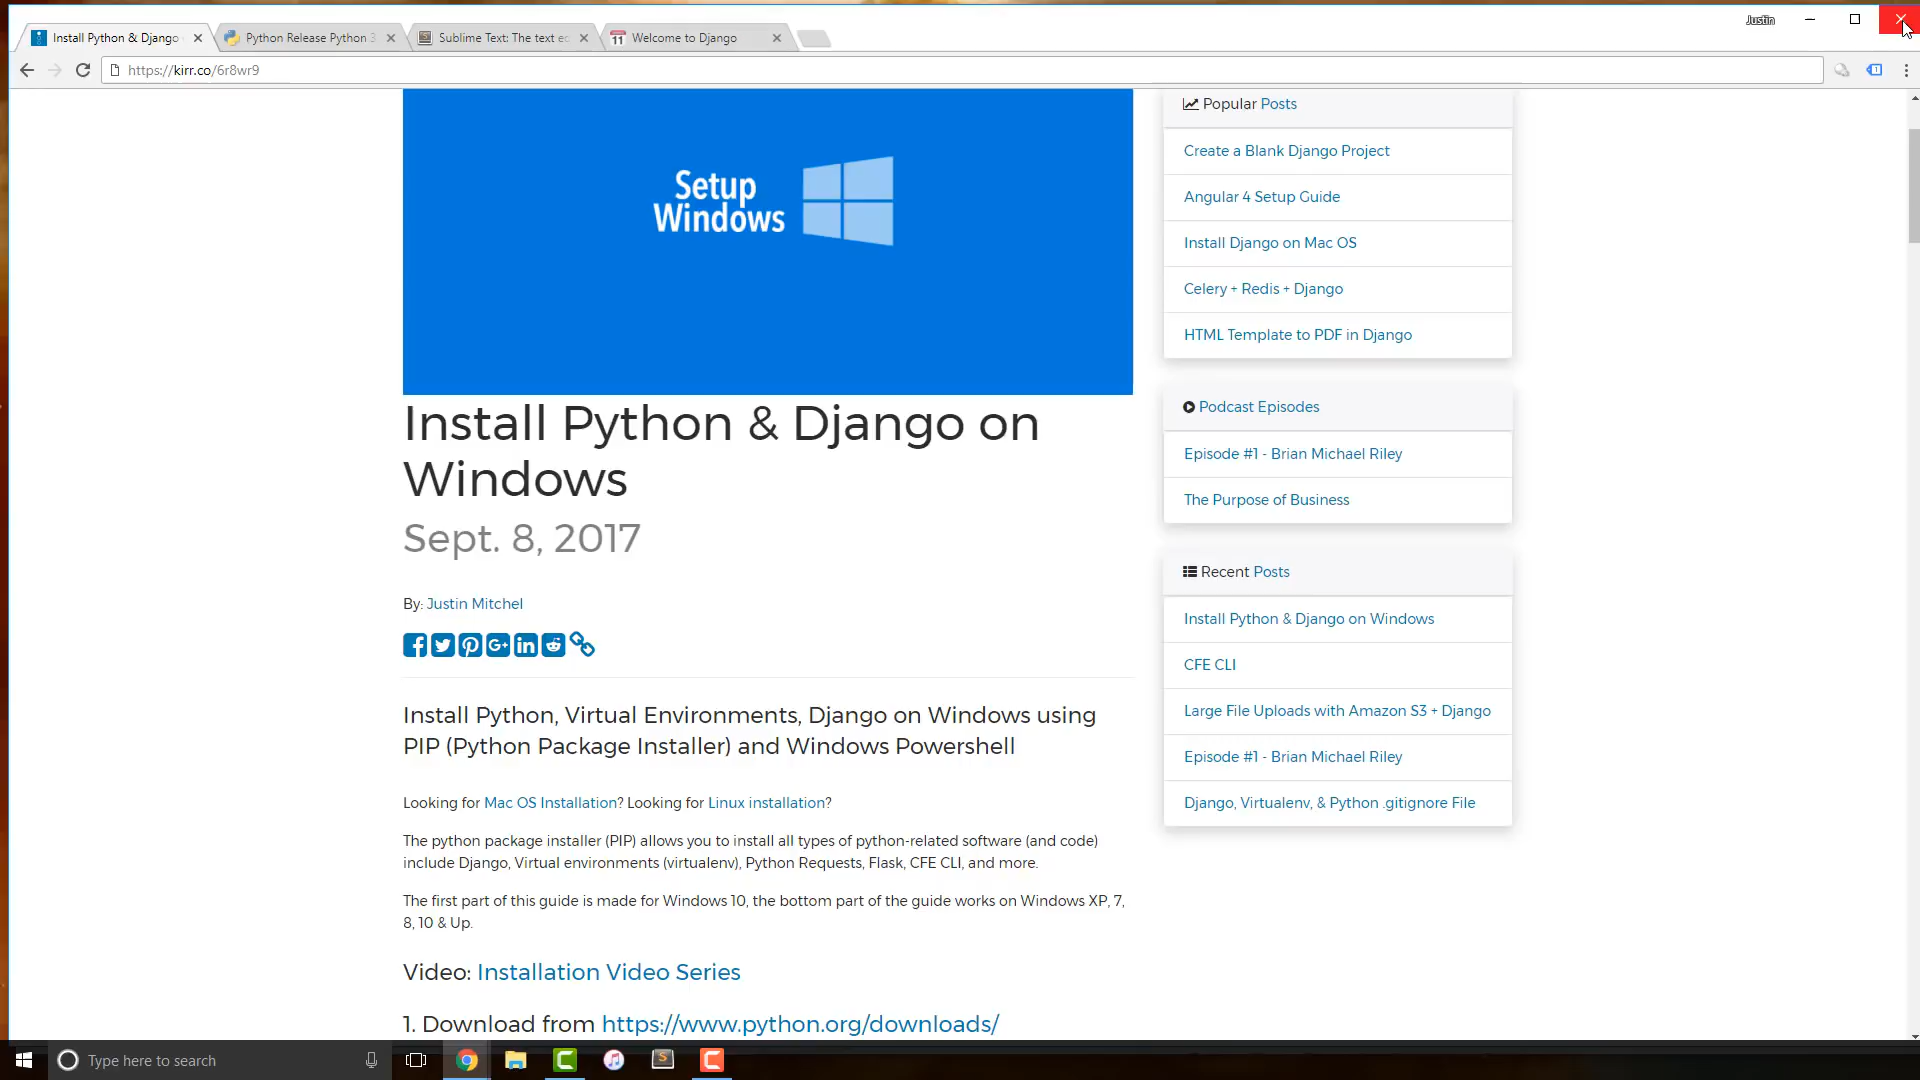 Justin
Install Python & Django
Python Release Python 3
Sublime Text: The text ed
11
Welcome to Django
https://kirr.co/6r8wr9
Setup
Windows
Install Python & Django on
Windows
Sept. 8, 2017
By: Justin Mitchel
Install Python, Virtual Environments, Django on Windows using
PIP (Python Package Installer) and Windows Powershell
Looking for Mac OS Installation? Looking for Linux installation?
The python package installer (PIP) allows you to install all types of python-related software (and code)
include Django, Virtual environments (virtualenv), Python Requests, Flask, CFE CLI, and more.
The first part of this guide is made for Windows 10, the bottom part of the guide works on Windows XP, 7,
8, 10 & Up.
Video: Installation Video Series
1. Download from https://www.python.org/downloads/
Popular Posts
Create a Blank Django Project
Angular 4 Setup Guide
Install Django on Mac OS
Celery + Redis + Django
HTML Template to PDF in Django
Podcast Episodes
Episode #1 - Brian Michael Riley
The Purpose of Business
Recent Posts
Install Python & Django on Windows
CFE CLI
Large File Uploads with Amazon S3 + Django
Episode #1 - Brian Michael Riley
Django, Virtualenv, & Python .gitignore File
Type here to search